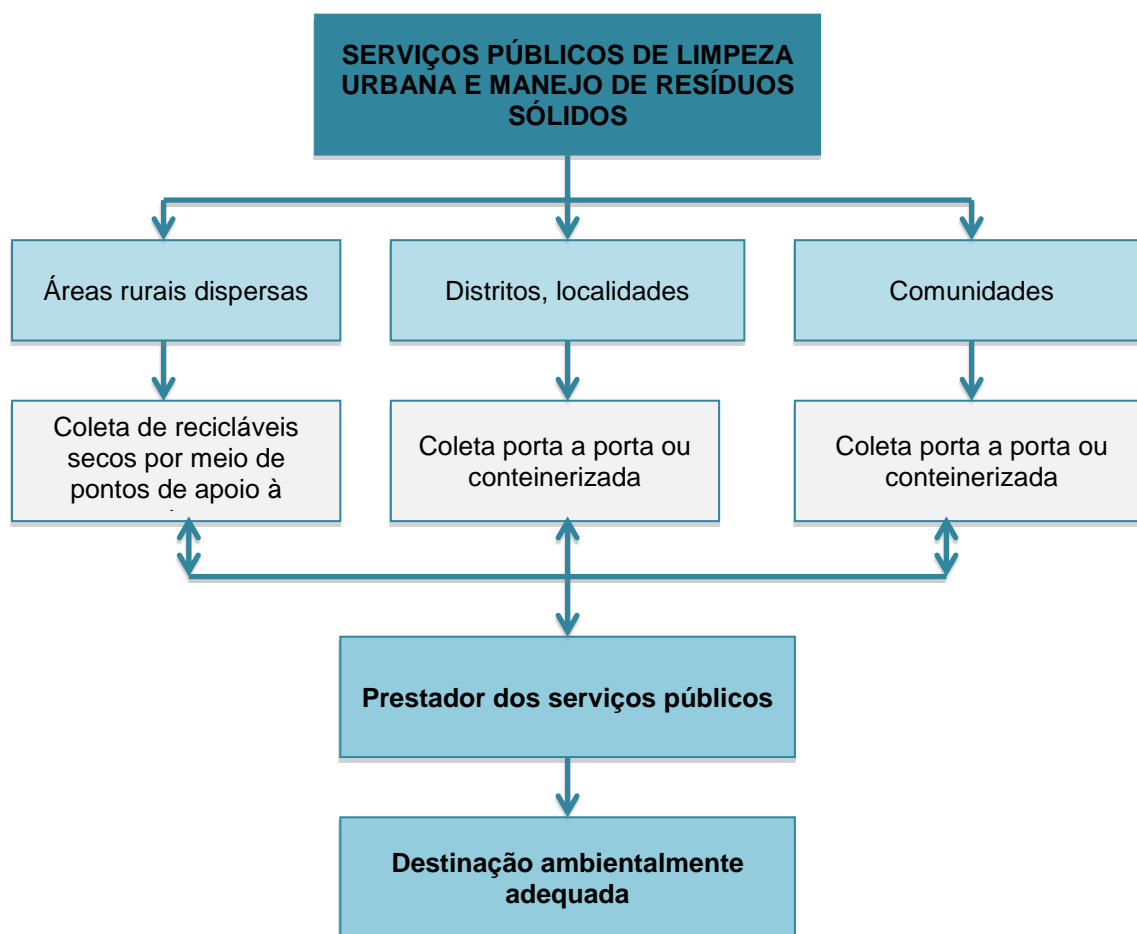 SERVIÇOS PÚBLICOS DE LIMPEZA
URBANA E MANEJO DE RESÍDUOS
SÓLIDOS
Áreas rurais dispersas
Distritos, localidades
Comunidades
Coleta de recicláveis
secos por meio de
pontos de apoio à
Coleta porta a porta ou
conteinerizada
Coleta porta a porta ou
conteinerizada
Prestador dos serviços públicos
Destinação ambientalmente
adequada